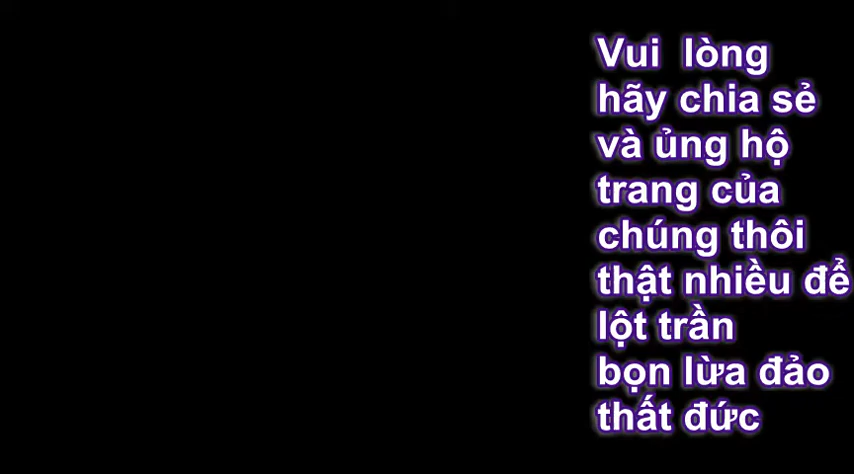 Vui lòng
hãy chia sẻ
và ủng hộ
trang của
chúng thôi
thật nhiều để
lột trần
bọn lừa đảo
thất đức